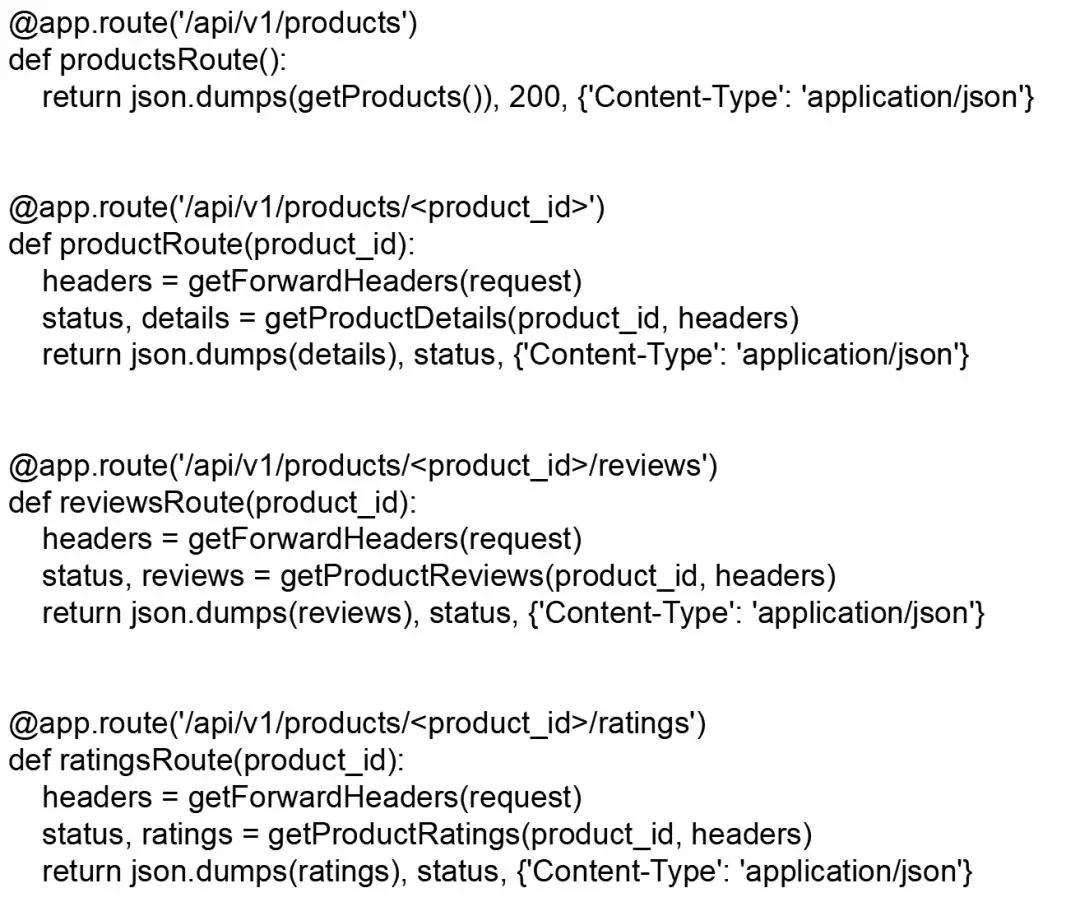 @app.route('/api/v1/products')
def productsRoute():
    return json.dumps(getProducts()), 200, {'Content-Type': 'application/json'}
@app.route('/api/v1/products/<product_id>')
def productRoute(product_id):
    headers = getForwardHeaders(request)
    status, details = getProductDetails(product_id, headers)
    return json.dumps(details), status, {'Content-Type': 'application/json'}
@app.route('/api/v1/products/<product_id>/reviews')
def reviewsRoute(product_id):
    headers = getForwardHeaders(request)
    status, reviews = getProductReviews(product_id, headers)
    return json.dumps(reviews), status, {'Content-Type': 'application/json'}
@app.route('/api/v1/products/<product_id>/ratings')
def ratingsRoute(product_id):
    headers = getForwardHeaders(request)
    status, ratings = getProductRatings(product_id, headers)
    return json.dumps(ratings), status, {'Content-Type': 'application/json'}